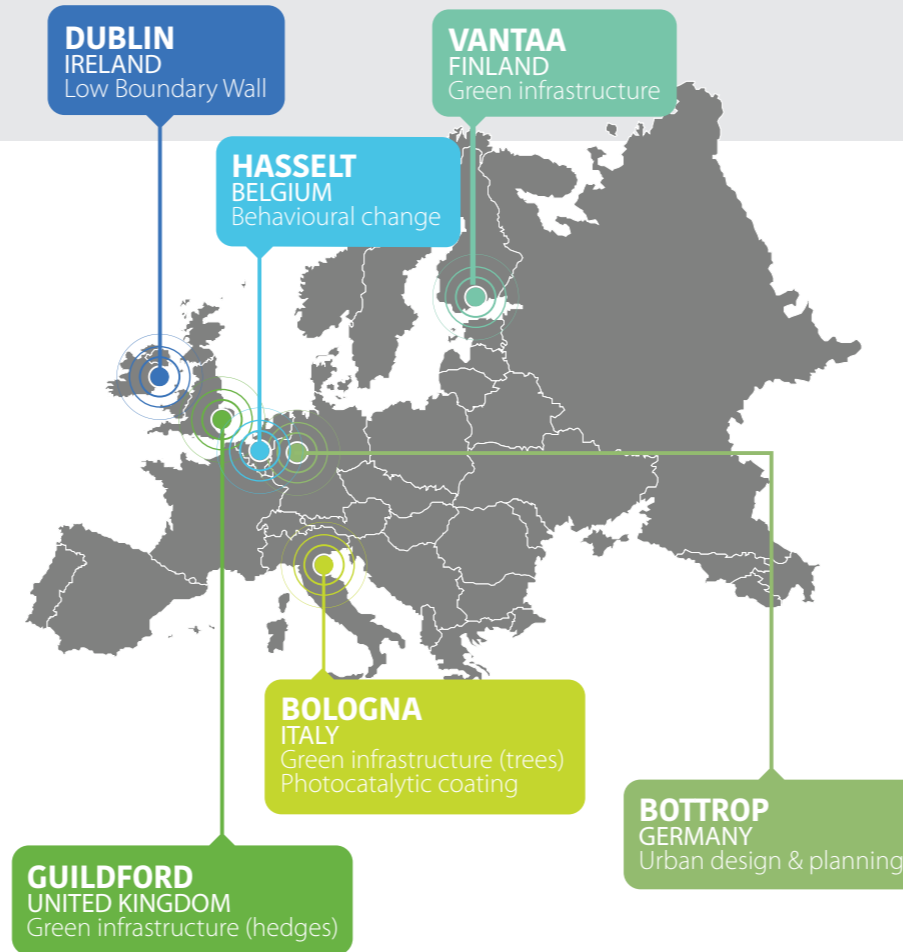 DUBLIN
IRELAND
Low Boundary Wall
VANTAA
FINLAND
Green infrastructure
HASSELT
BELGIUM
Behavioural change
BOLOGNA
ITALY
Green infrastructure (trees)
Photocatalytic coating
BOTTROP
GERMANY
Urban design & planning
GUILDFORD
UNITED KINGDOM
Green infrastructure (hedges)